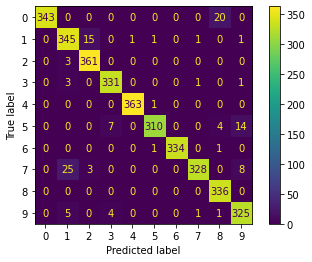 0 343 0 0 0 0 0 0 0 20 0
1 0 345 15 0 1 1 0 1 0 1
2 0 3 361 0 0 0 0 0 0 0
3 0 3 0 331 0 0 0 1 0 1
4 0 0 0 0 363 1 0 0 0 0
5 0 0 0 7 0 310 0 0 4 14
6 0 0 0 0 0 1 334 0 1 0
7 0 25 3 0 0 0 0 328 0 8
8 0 0 0 0 0 0 0 0 336 0
9 0 5 0 4 0 0 0 1 1 325
0 1 2 3 4 5 6 7 8 9
Predicted label
True label
350
300
250
200
150
100
50
0